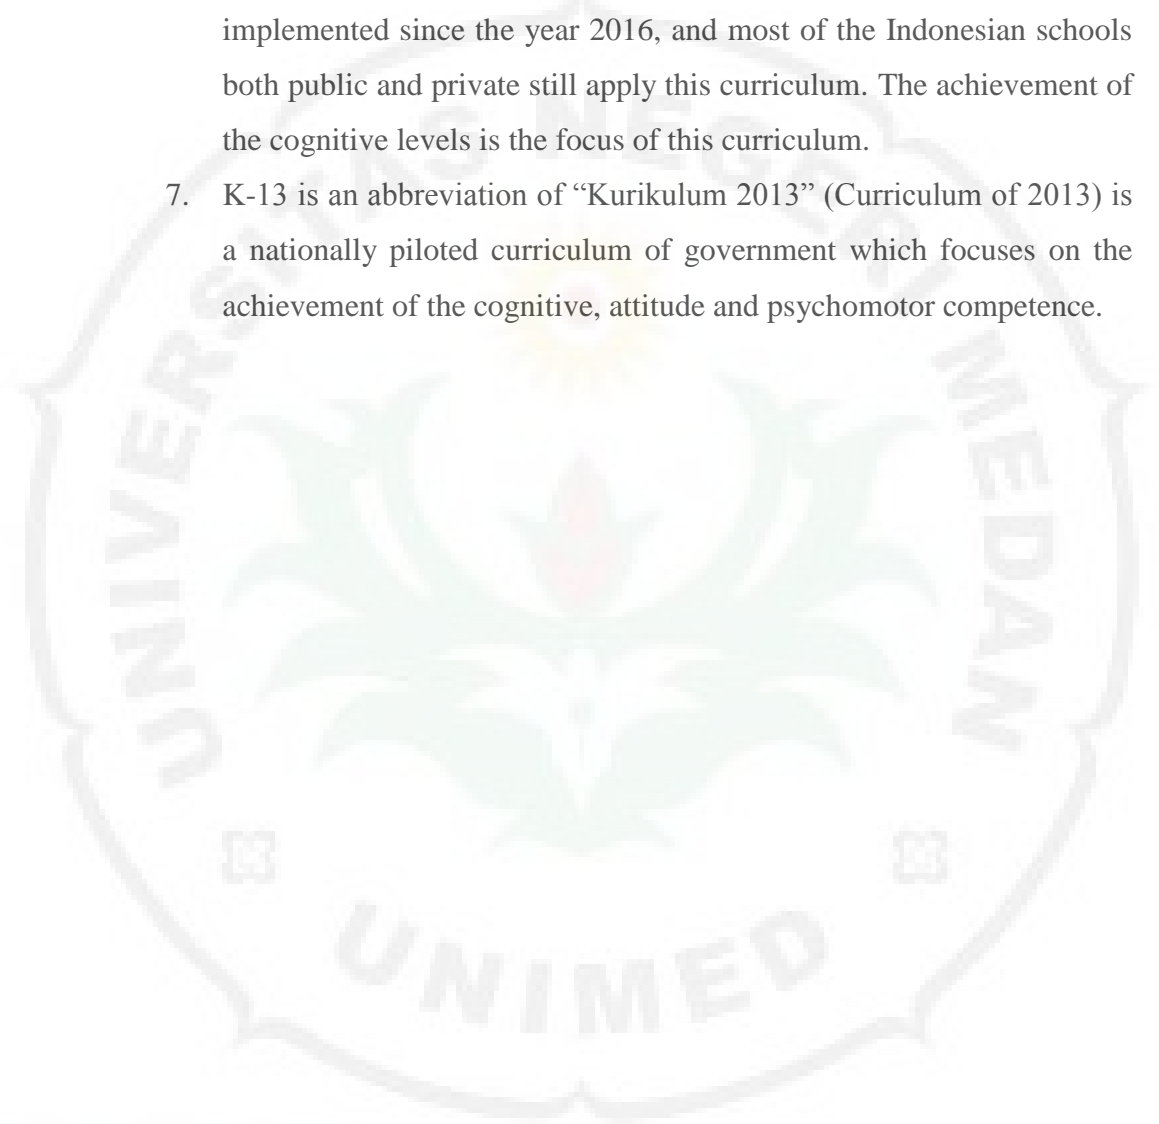 implemented since the year 2016, and most of the Indonesian schools
both public and private still apply this curriculum. The achievement of
the cognitive levels is the focus of this curriculum.
7. K-13 is an abbreviation of “Kurikulum 2013” (Curriculum of 2013) is
a nationally piloted curriculum of government which focuses on the
achievement of the cognitive, attitude and psychomotor competence.
UNIVERSITAS NEGERI MEDAN
UNIMED